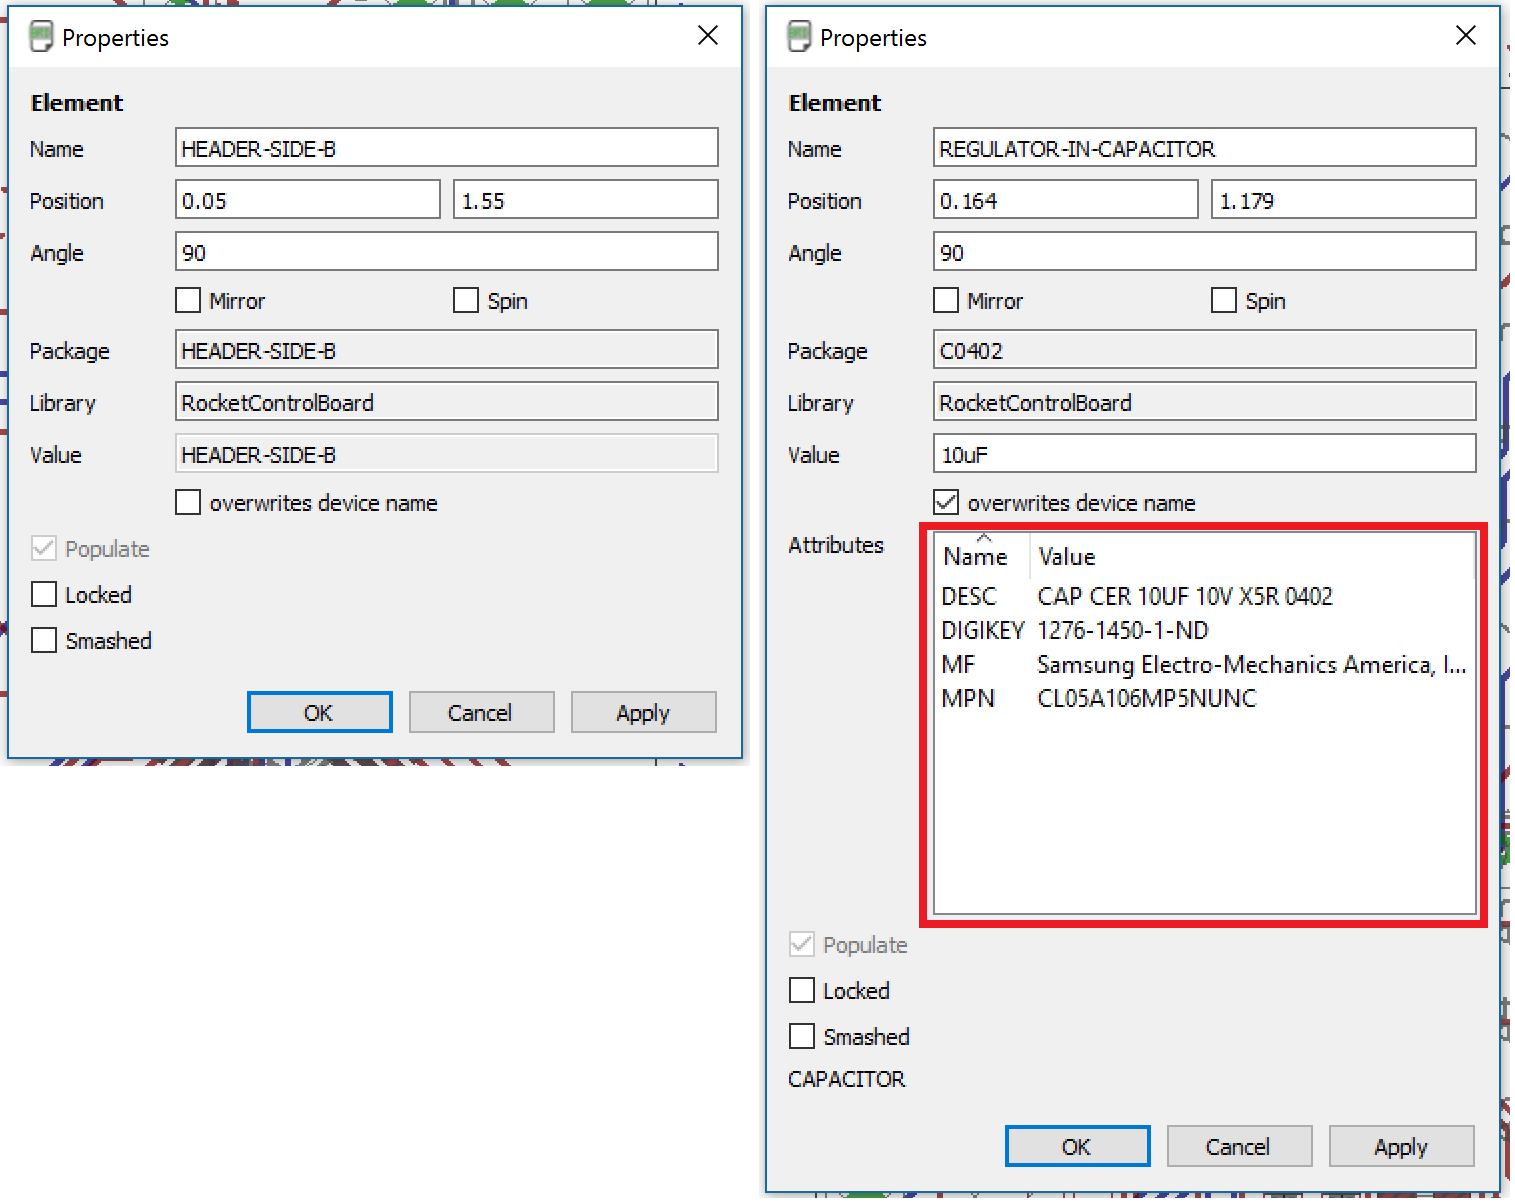 Properties
Element
Name HEADER-SIDE-B
Position 0.05 1.55
Angle 90
Mirror Spin
Package HEADER-SIDE-B
Library RocketControlBoard
Value HEADER-SIDE-B
overwrites device name
Populate
Locked
Smashed
OK Cancel Apply
Properties
Element
Name REGULATOR-IN-CAPACITOR
Position 0.164 1.179
Angle 90
Mirror Spin
Package C0402
Library RocketControlBoard
Value 10uF
overwrites device name
Attributes
Name Value
DESC CAP CER 10UF 10V X5R 0402
DIGIKEY 1276-1450-1-ND
MF Samsung Electro-Mechanics America, I...
MPN CL05A106MP5NUNC
Populate
Locked
Smashed
CAPACITOR
OK Cancel Apply